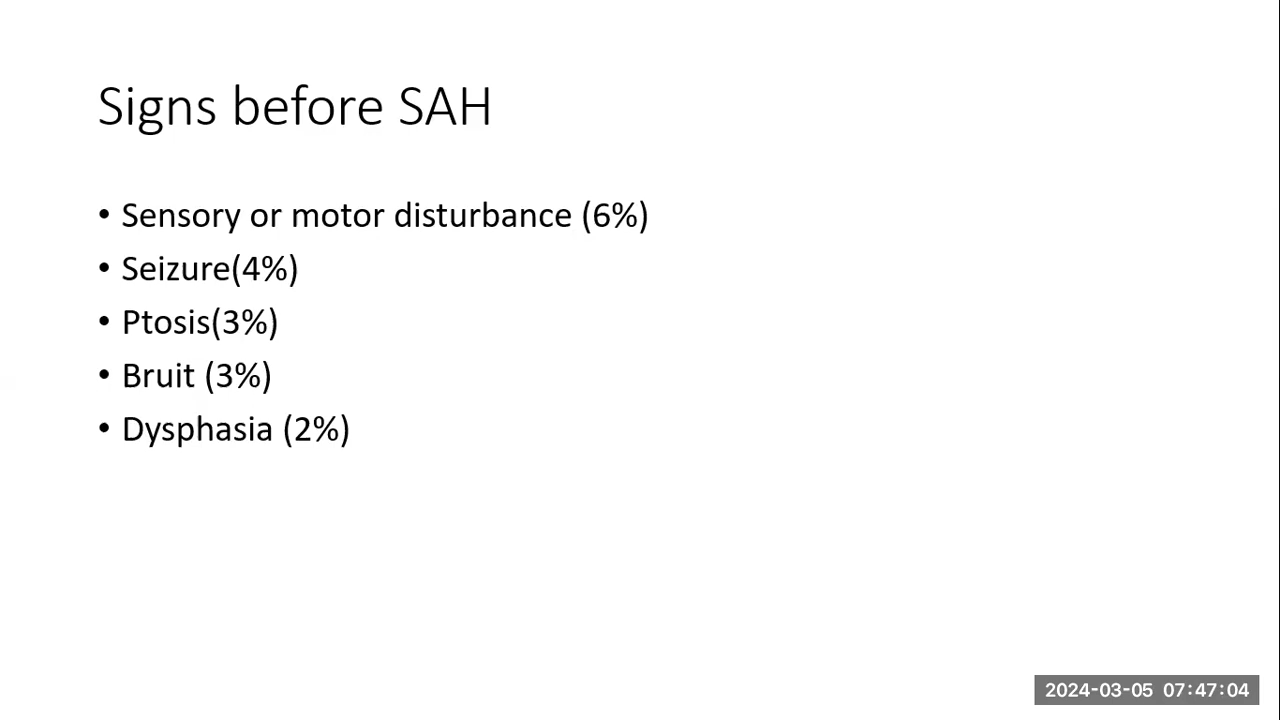 Signs before SAH
• Sensory or motor disturbance (6%)
• Seizure(4%)
• Ptosis(3%)
• Bruit (3%)
• Dysphasia (2%)
2024-03-05 07:47:04